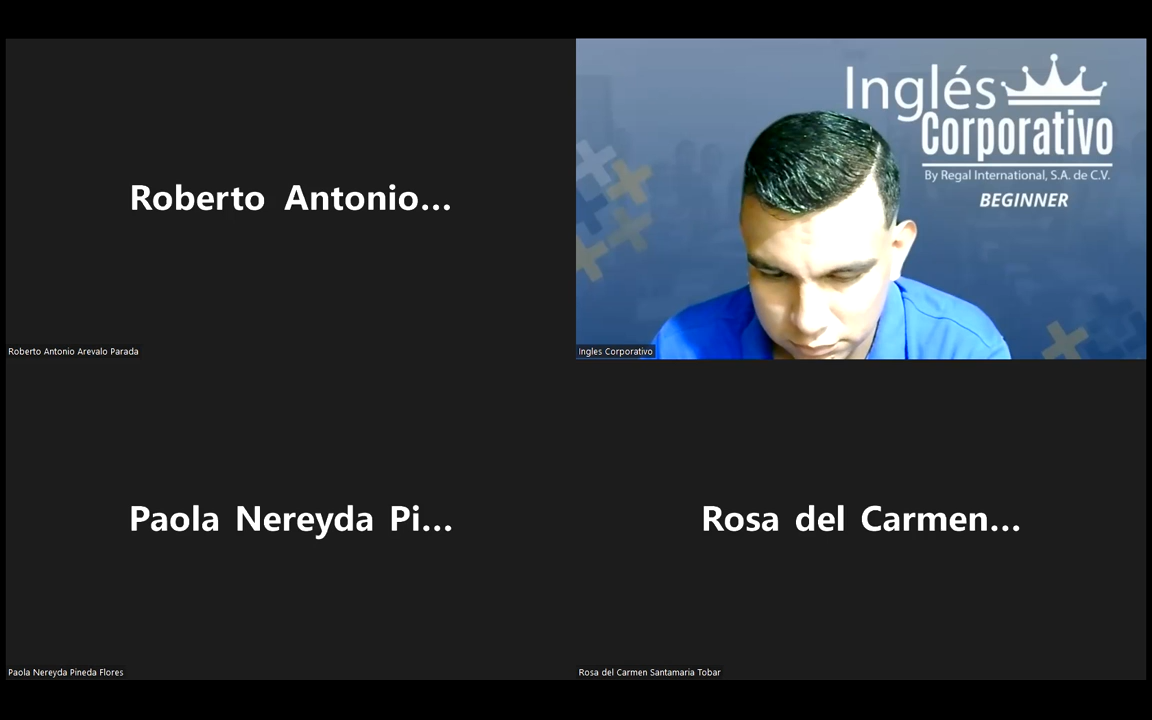 Roberto Antonio...
Roberto Antonio Arevalo Parada
Inglés
Corporativo
By Regal International, S.A. de C.V.
BEGINNER
Ingles Corporativo
Paola Nereyda Pi...
Paola Nereyda Pineda Flores
Rosa del Carmen...
Rosa del Carmen Santamaria Tobar